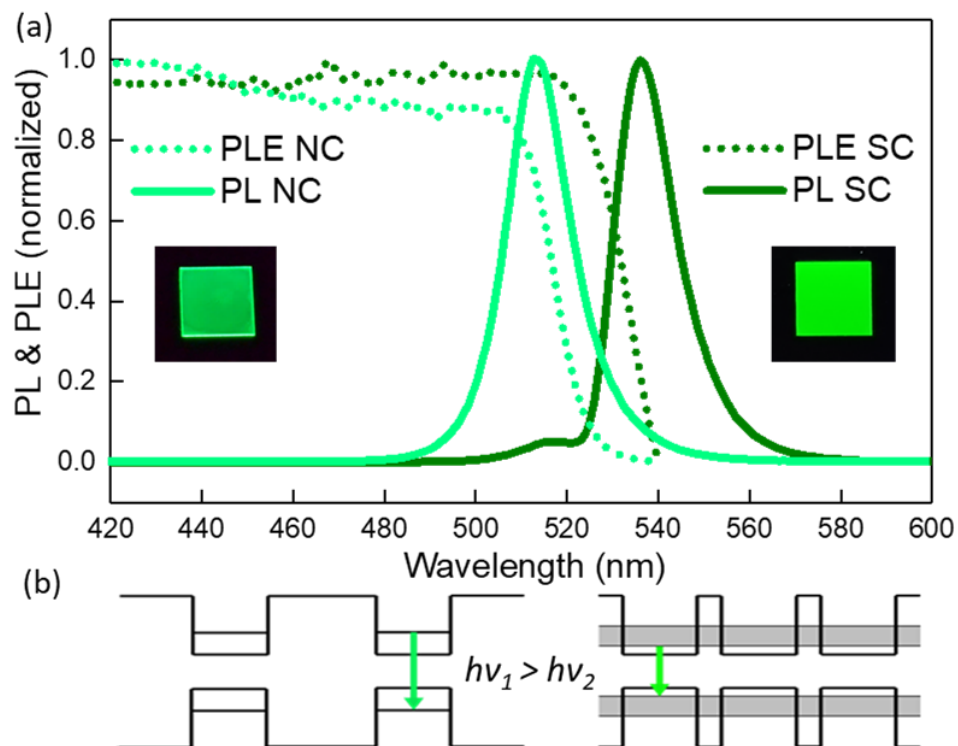 (a)
PL & PLE (normalized)
1.0
0.8
0.6
0.4
0.2
0.0
PLE NC
PL NC
PLE SC
PL SC
420 440 460 480 500 520 540 560 580 600
Wavelength (nm)
(b)
hν1 > hν2